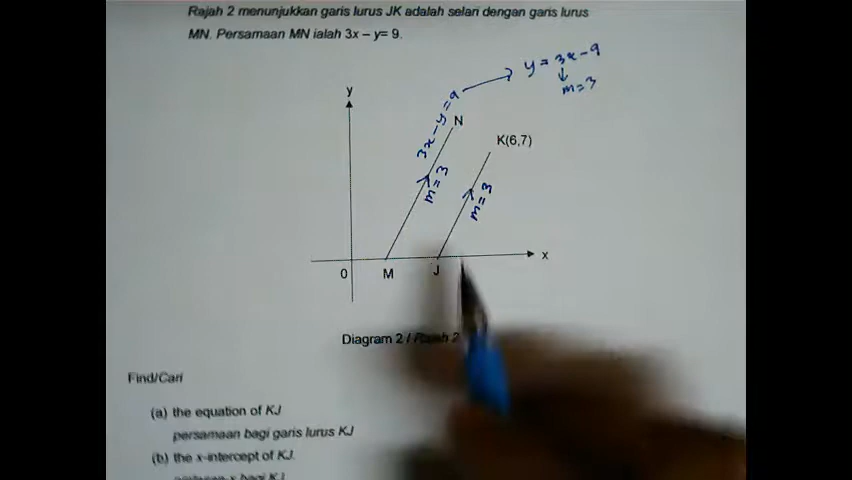 Rajah 2 menunjukkan garis lurus JK adalah selari dengan garis lurus
MN. Persamaan MN ialah 3x – y= 9.
y = 3x - 9
m = 3
y
3x - y = 9
N
K(6,7)
m = 3
m = 3
x
0
M
J
Diagram 2 / Rajah 2
Find/Cari
(a) the equation of KJ
persamaan bagi garis lurus KJ
(b) the x-intercept of KJ.